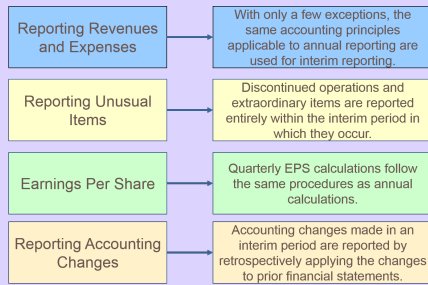 Reporting Revenues
and Expenses
With only a few exceptions, the
same accounting principles
applicable to annual reporting are
used for interim reporting.
Reporting Unusual
Items
Discontinued operations and
extraordinary items are reported
entirely within the interim period in
which they occur.
Earnings Per Share
Quarterly EPS calculations follow
the same procedures as annual
calculations.
Reporting Accounting
Changes
Accounting changes made in an
interim period are reported by
retrospectively applying the changes
to prior financial statements.